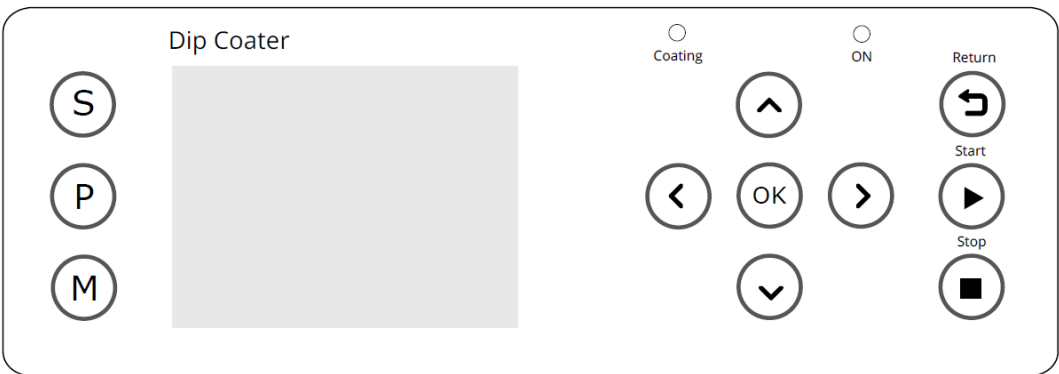 Dip Coater
Coating
ON
Return
S
Start
P
OK
Stop
M